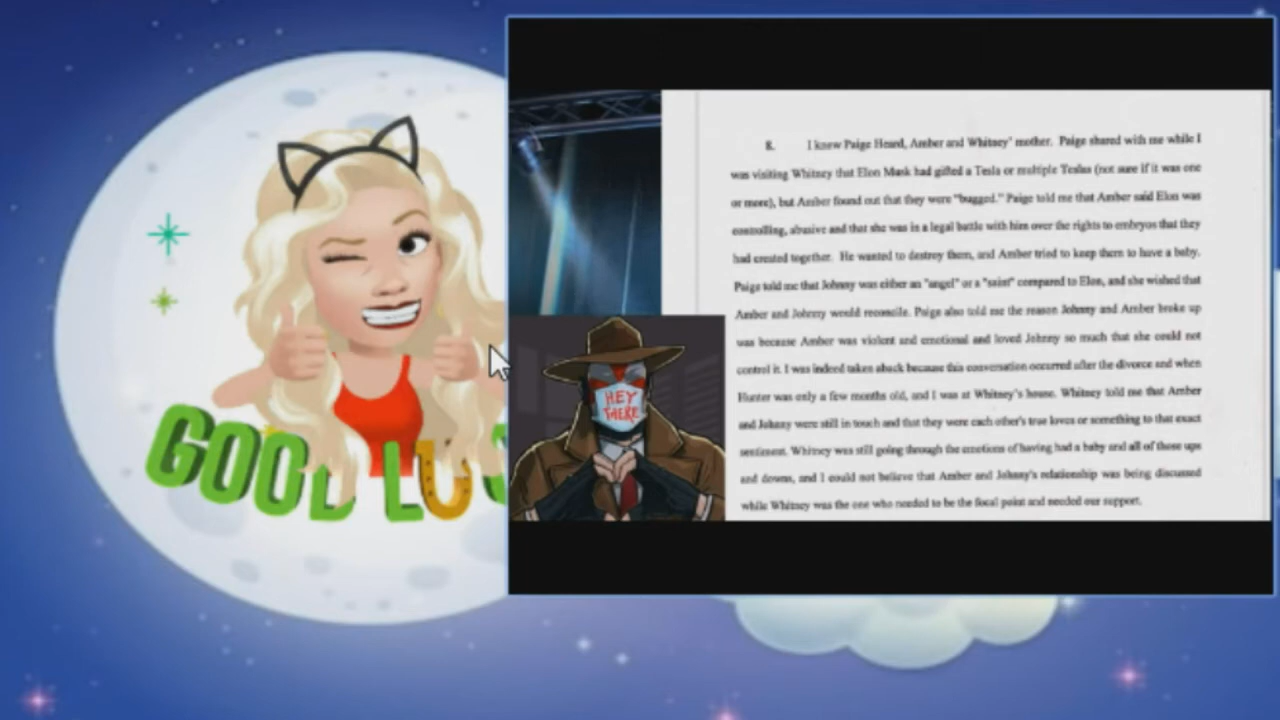 GOOD LU
HEY
THERE
8. I knew Paige Heard, Amber and Whitney' mother. Paige shared with me while I
was visiting Whitney that Elon Musk had gifted a Tesla or multiple Teslas (not sure if it was one
or more), but Amber found out that they were "bugged." Paige told me that Amber said Elon was
controlling, abusive and that she was in a legal battle with him over the rights to embryos that they
had created together. He wanted to destroy them, and Amber tried to keep them to have a baby.
Paige told me that Johnny was either an "angel" or a "saint" compared to Elon, and she wished that
Amber and Johnny would reconcile. Paige also told me the reason Johnny and Amber broke up
was because Amber was violent and emotional and loved Johnny so much that she could not
control it. I was indeed taken aback because this conversation occurred after the divorce and when
Hunter was only a few months old, and I was at Whitney's house. Whitney told me that Amber
and Johnny were still in touch and that they were each other's true loves or something to that exact
sentiment. Whitney was still going through the emotions of having had a baby and all of those ups
and downs, and I could not believe that Amber and Johnny's relationship was being discussed
while Whitney was the one who needed to be the focal point and needed our support.